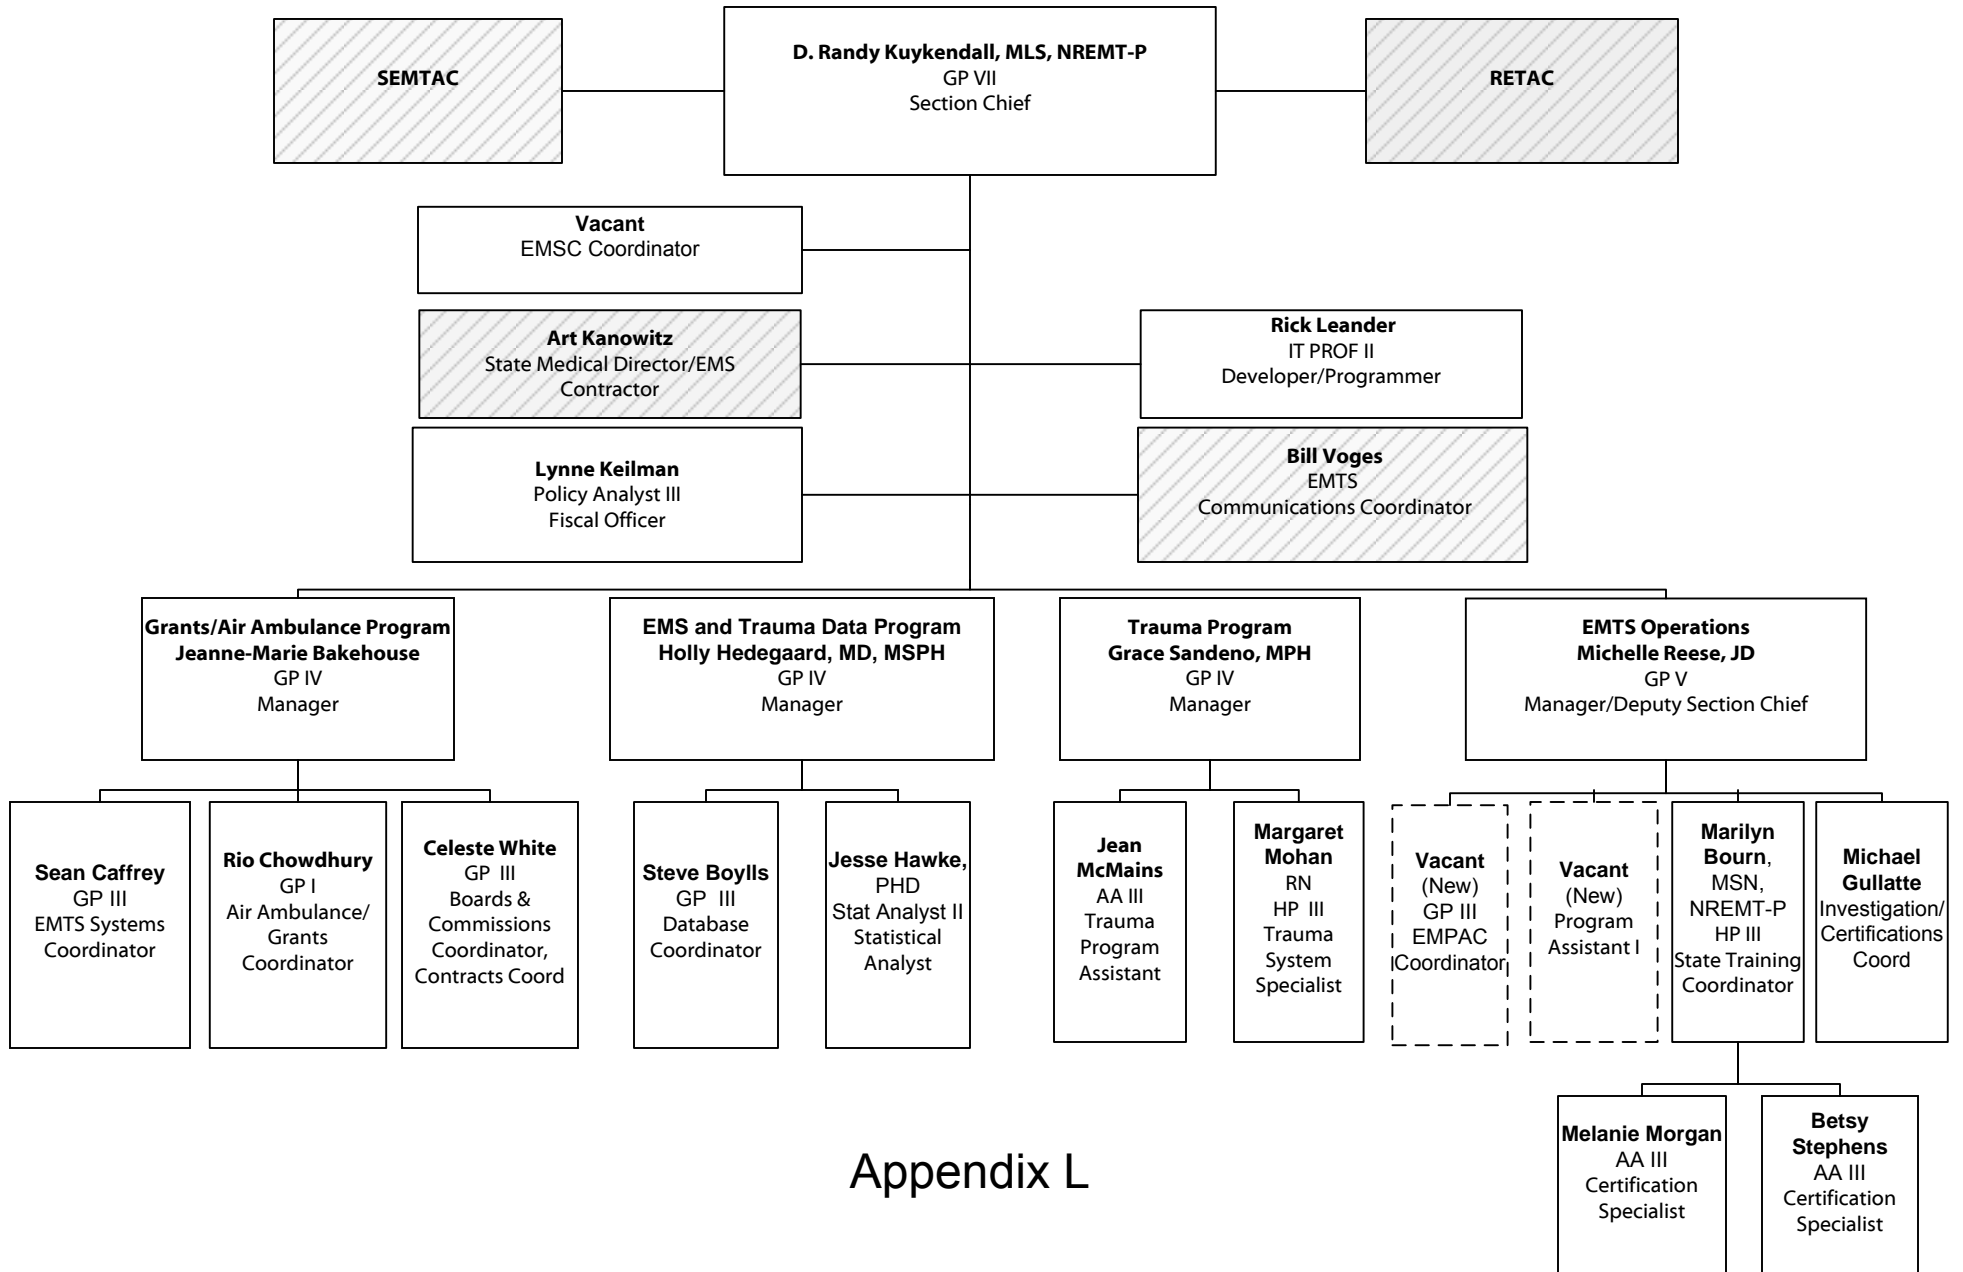 SEMTAC
D. Randy Kuykendall, MLS, NREMT-P
GP VII
Section Chief
RETAC
Vacant
EMSC Coordinator
Art Kanowitz
State Medical Director/EMS
Contractor
Rick Leander
IT PROF II
Developer/Programmer
Lynne Keilman
Policy Analyst III
Fiscal Officer
Bill Voges
EMTS
Communications Coordinator
Grants/Air Ambulance Program
Jeanne-Marie Bakehouse
GP IV
Manager
EMS and Trauma Data Program
Holly Hedegaard, MD, MSPH
GP IV
Manager
Trauma Program
Grace Sandeno, MPH
GP IV
Manager
EMTS Operations
Michelle Reese, JD
GP V
Manager/Deputy Section Chief
Sean Caffrey
GP III
EMTS Systems
Coordinator
Rio Chowdhury
GP I
Air Ambulance/
Grants
Coordinator
Celeste White
GP III
Boards &
Commissions
Coordinator,
Contracts Coord
Steve Boylls
GP III
Database
Coordinator
Jesse Hawke,
PHD
Stat Analyst II
Statistical
Analyst
Jean
McMains
AA III
Trauma
Program
Assistant
Margaret
Mohan
RN
HP III
Trauma
System
Specialist
Vacant
(New)
GP III
EMPAC
Coordinator
Vacant
(New)
Program
Assistant I
Marilyn
Bourn,
MSN,
NREMT-P
HP III
State Training
Coordinator
Michael
Gullatte
Investigation/
Certifications
Coord
Melanie Morgan
AA III
Certification
Specialist
Betsy
Stephens
AA III
Certification
Specialist
Appendix L